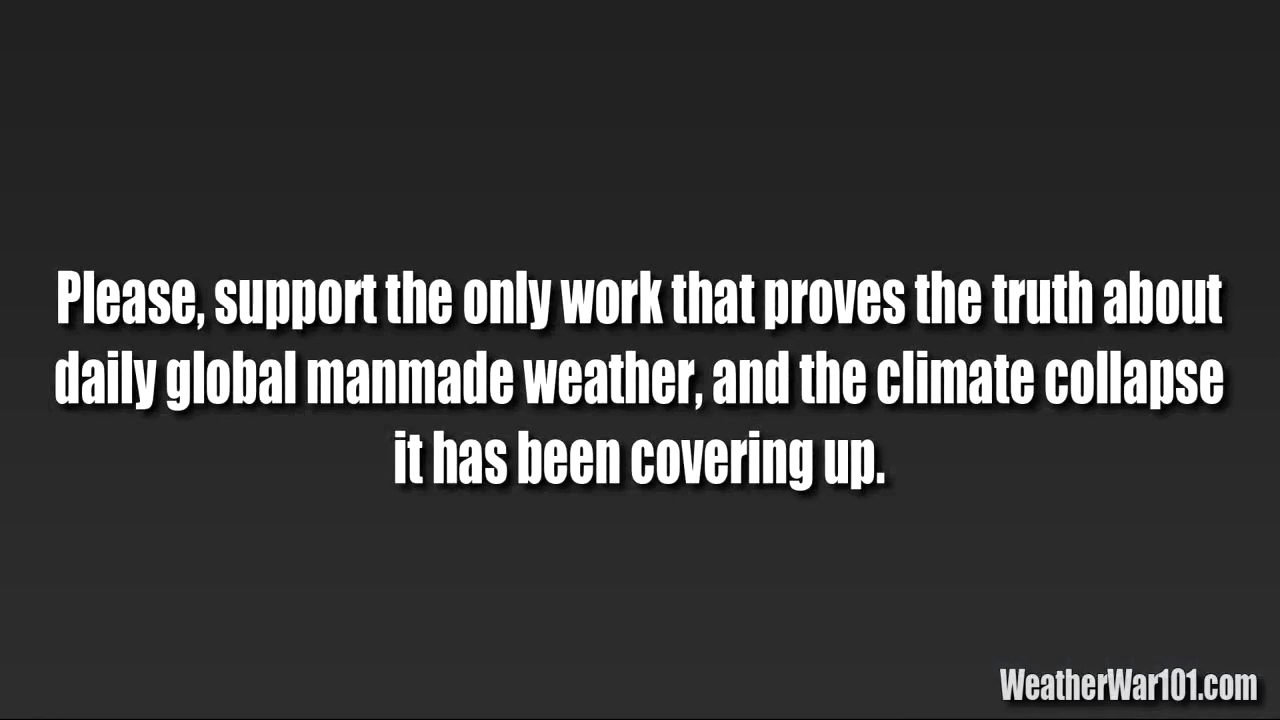 Please, support the only work that proves the truth about
daily global manmade weather, and the climate collapse
it has been covering up.
WeatherWar101.com